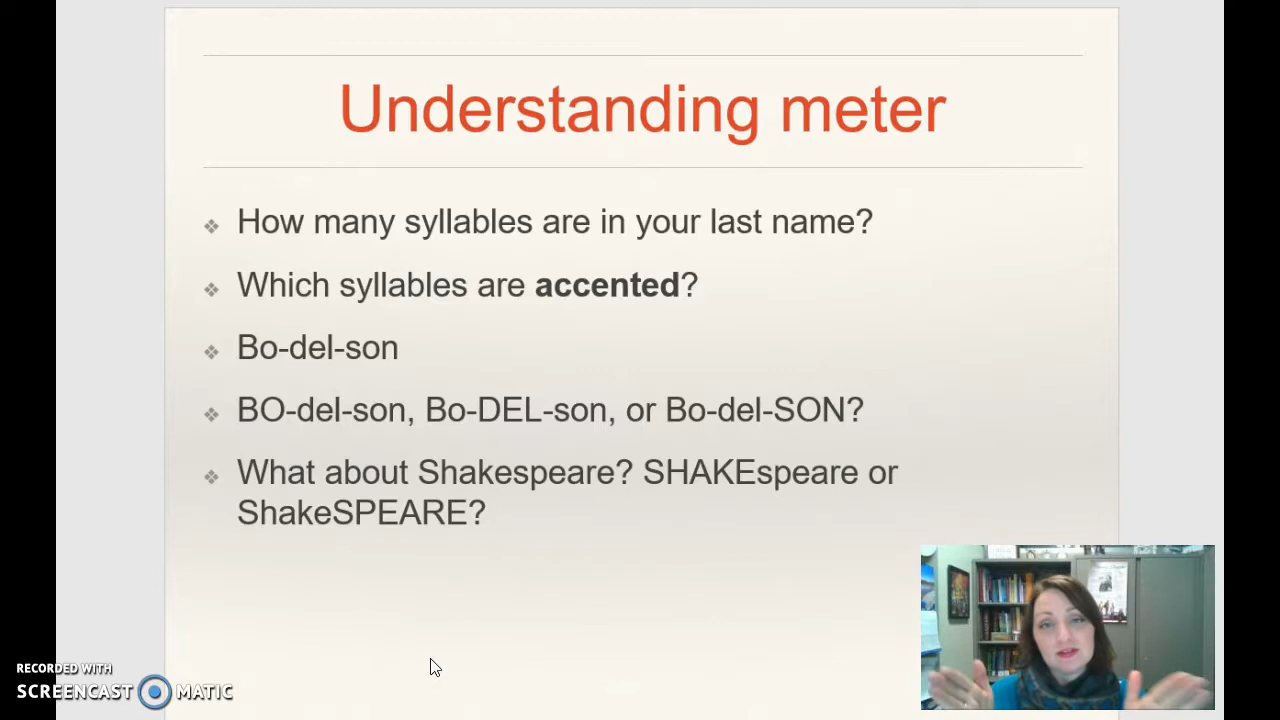 Understanding meter
How many syllables are in your last name?
Which syllables are accented?
Bo-del-son
BO-del-son, Bo-DEL-son, or Bo-del-SON?
What about Shakespeare? SHAKEspeare or
ShakeSPEARE?
RECORDED WITH
SCREENCAST MATIC